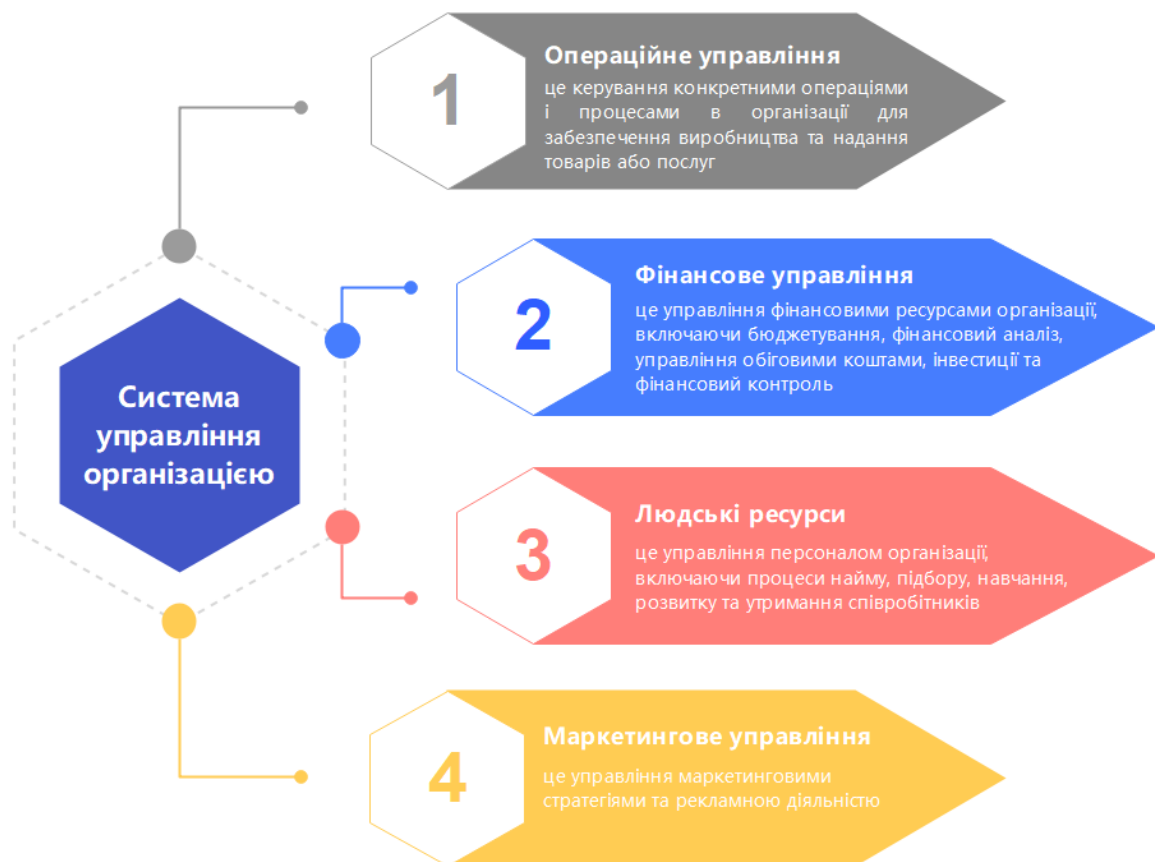 1
Операційне управління
це керування конкретними операціями
і процесами в організації для
забезпечення виробництва та надання
товарів або послуг
2
Фінансове управління
це управління фінансовими ресурсами організації,
включаючи бюджетування, фінансовий аналіз,
управління обіговими коштами, інвестиції та
фінансовий контроль
Система
управління
організацією
3
Людські ресурси
це управління персоналом організації,
включаючи процеси найму, підбору, навчання,
розвитку та утримання співробітників
4
Маркетингове управління
це управління маркетинговими
стратегіями та рекламною діяльністю